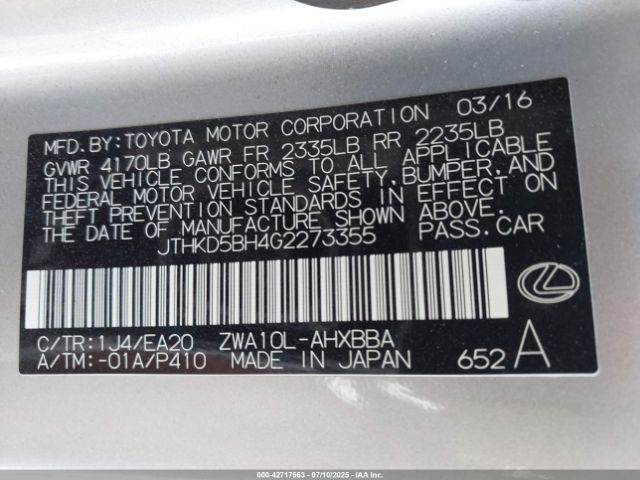 MFD. BY: TOYOTA MOTOR CORPORATION 03/16
GVWR 4170LB GAWR FR 2335LB RR 2235LB
THIS VEHICLE CONFORMS TO ALL APPLICABLE
FEDERAL MOTOR VEHICLE SAFETY, BUMPER, AND
THEFT PREVENTION STANDARDS IN EFFECT ON
THE DATE OF MANUFACTURE SHOWN ABOVE.
JTHKD5BH4G2273355 PASS. CAR
C/TR: 1J4/EA20 ZWA10L-AHXBBA
A/TM: -01A/P410 MADE IN JAPAN 652 A
000-42717663 | 07/10/2025 | IAA Inc.